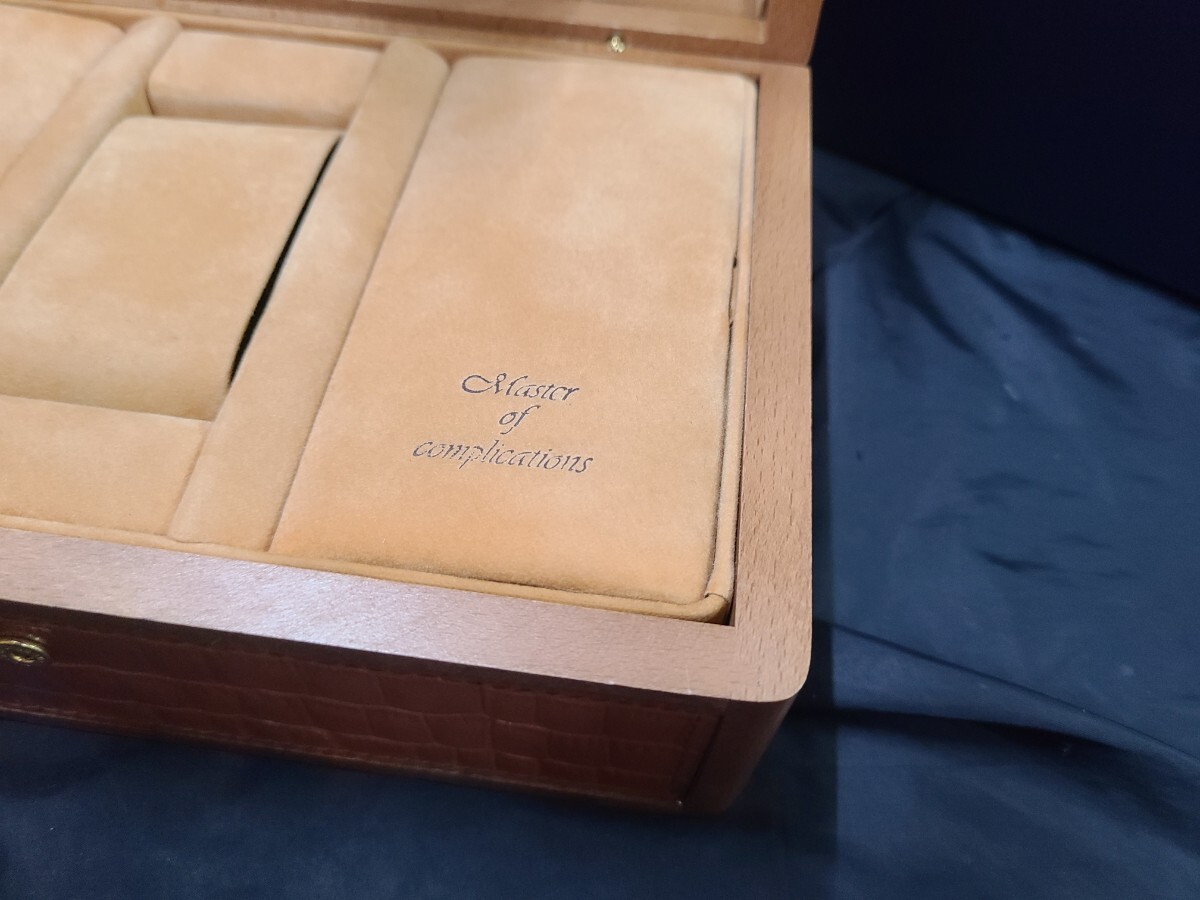 Master
of
complications